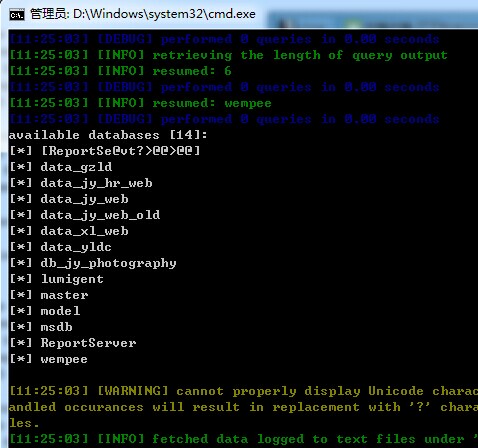 管理员: D:\Windows\system32\cmd.exe
[11:25:03] [DEBUG] performed 0 queries in 0.00 seconds
[11:25:03] [INFO] retrieving the length of query output
[11:25:03] [INFO] resumed: 6
[11:25:03] [DEBUG] performed 0 queries in 0.00 seconds
[11:25:03] [INFO] resumed: wempee
[11:25:03] [DEBUG] performed 0 queries in 0.00 seconds
available databases [14]:
[*] [ReportSe@vt?>@@>@@]
[*] data_gzld
[*] data_jy_hr_web
[*] data_jy_web
[*] data_jy_web_old
[*] data_xl_web
[*] data_yldc
[*] db_jy_photography
[*] lumigent
[*] master
[*] model
[*] msdb
[*] ReportServer
[*] wempee
[11:25:03] [WARNING] cannot properly display Unicode charac
andled occurances will result in replacement with '?' chara
les.
[11:25:03] [INFO] fetched data logged to text files under '